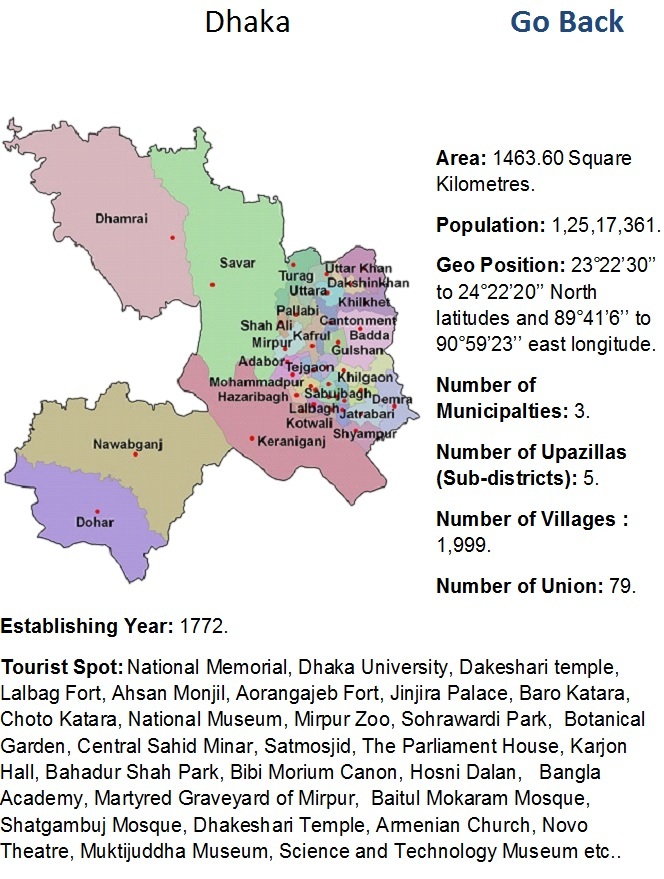 Dhaka
Go Back
Area: 1463.60 Square
Kilometres.
Population: 1,25,17,361.
Geo Position: 23°22’30’’
to 24°22’20’’ North
latitudes and 89°41’6’’ to
90°59’23’’ east longitude.
Number of
Municipalties: 3.
Number of Upazillas
(Sub-districts): 5.
Number of Villages :
1,999.
Number of Union: 79.
Dhamrai
Savar
Turag
Uttar Khan
Uttara
Dakshinkhan
Khilkhet
Pallabi
Cantonment
Shah Ali
Kafrul
Badda
Mirpur
Gulshan
Adabor
Tejgaon
Mohammadpur
Khilgaon
Hazaribagh
Sabujbagh
Demra
Lalbagh
Jatrabari
Kotwali
Shyampur
Keraniganj
Nawabganj
Dohar
Establishing Year: 1772.
Tourist Spot: National Memorial, Dhaka University, Dakeshari temple,
Lalbag Fort, Ahsan Monjil, Aorangajeb Fort, Jinjira Palace, Baro Katara,
Choto Katara, National Museum, Mirpur Zoo, Sohrawardi Park, Botanical
Garden, Central Sahid Minar, Satmosjid, The Parliament House, Karjon
Hall, Bahadur Shah Park, Bibi Morium Canon, Hosni Dalan, Bangla
Academy, Martyred Graveyard of Mirpur, Baitul Mokaram Mosque,
Shatgambuj Mosque, Dhakeshari Temple, Armenian Church, Novo
Theatre, Muktijuddha Museum, Science and Technology Museum etc..